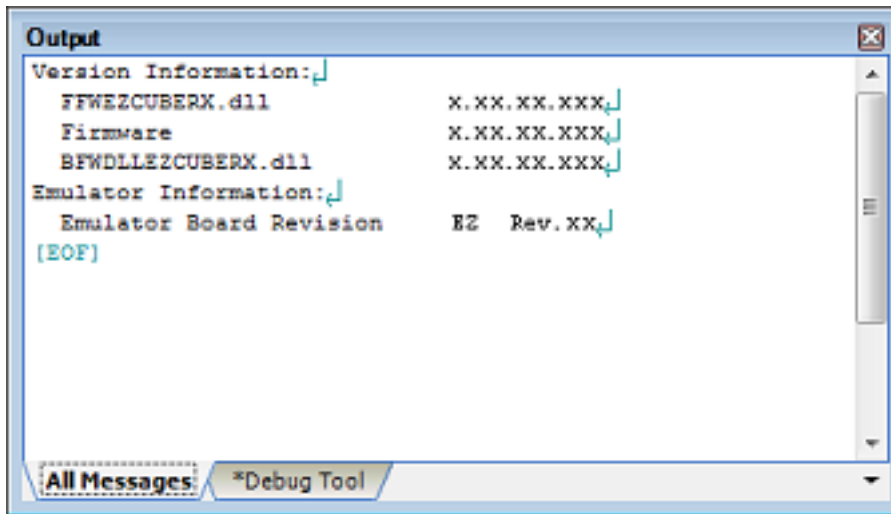 Output
Version Information:
FFWEZCUBERX.dll x.xx.xx.xxx
Firmware x.xx.xx.xxx
BFWDLLEZCUBERX.dll x.xx.xx.xxx
Emulator Information:
Emulator Board Revision EZ Rev.xx
[EOF]
All Messages *Debug Tool